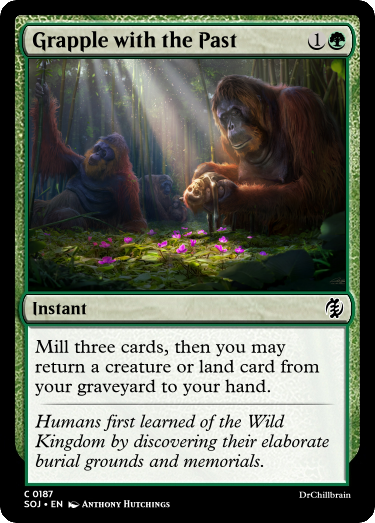 Grapple with the Past 1
Instant
Mill three cards, then you may
return a creature or land card from
your graveyard to your hand.
Humans first learned of the Wild
Kingdom by discovering their elaborate
burial grounds and memorials.
C 0187
SOJ • EN Anthony Hutchings
DrChillbrain